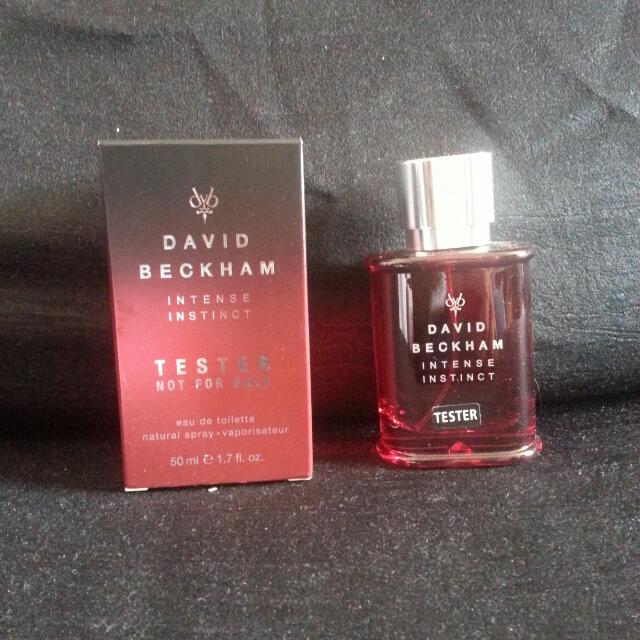 DAVID
BECKHAM
INTENSE
INSTINCT
TESTER
NOT FOR SALE
eau de toilette
natural spray • vaporisateur
50 ml ℮ 1.7 fl. oz.
DAVID
BECKHAM
INTENSE
INSTINCT
TESTER